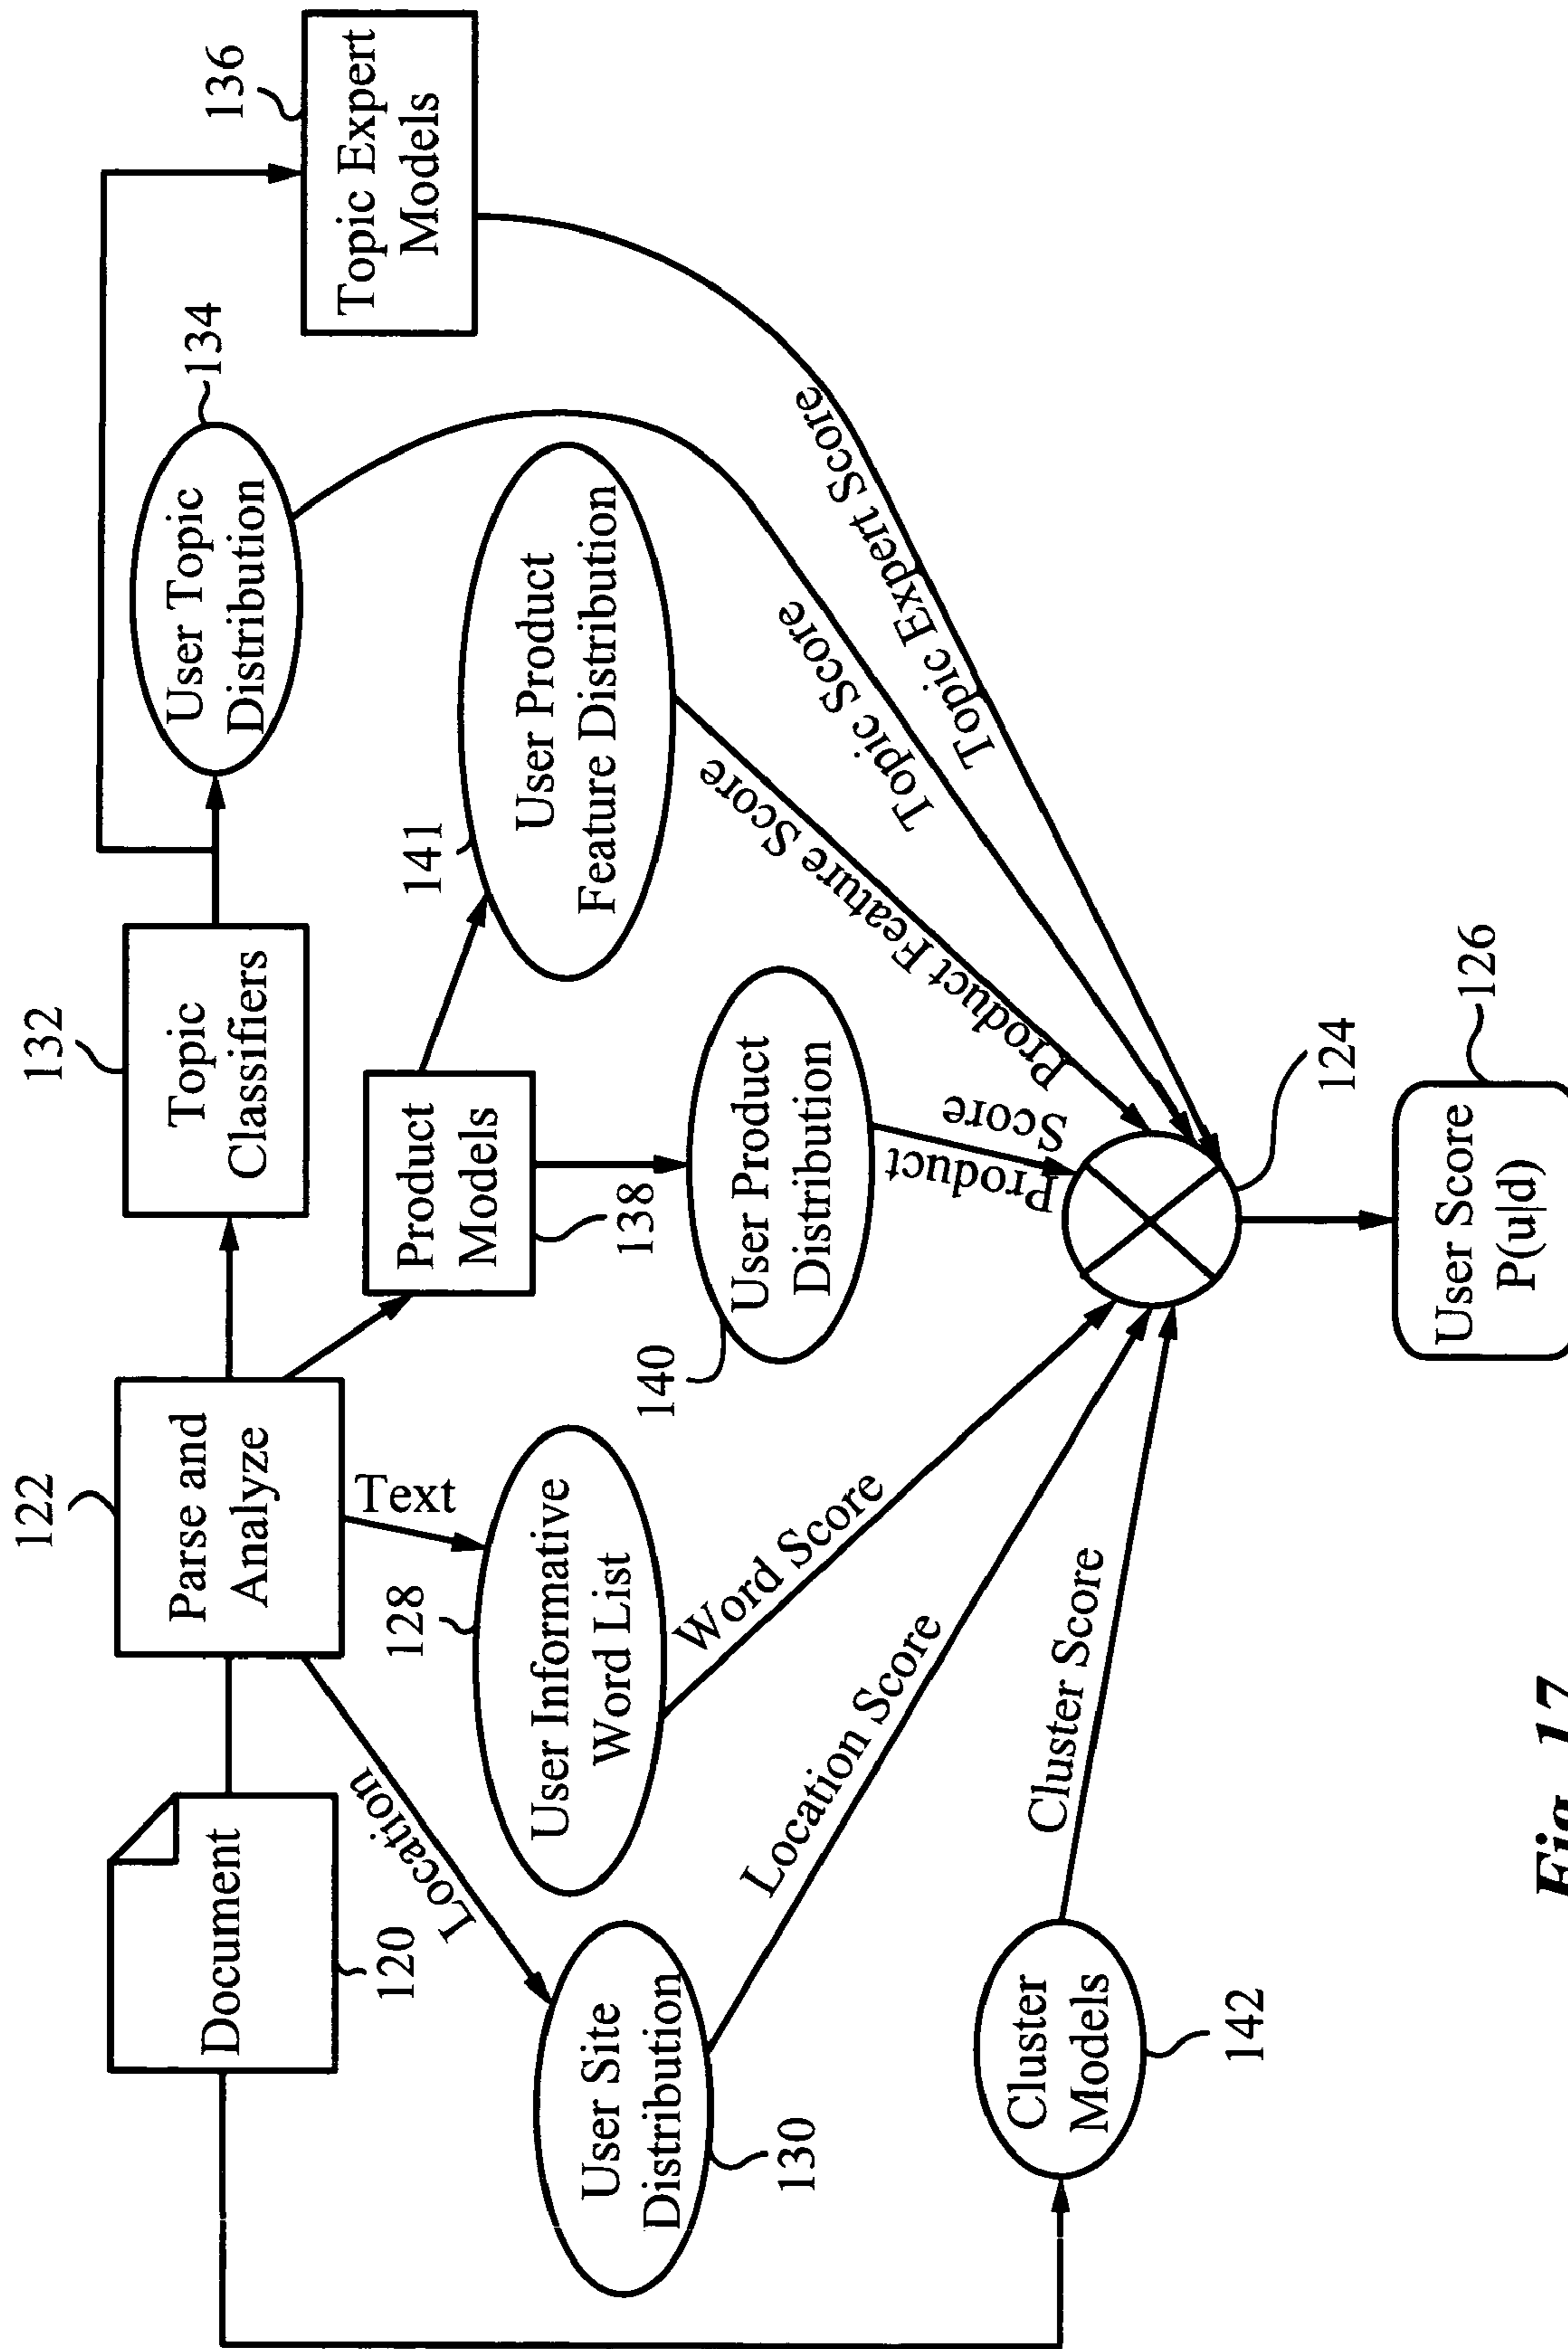 122
132
136
134
Document
Parse and
Analyze
Topic
Classifiers
User Topic
Distribution
Topic Expert
Models
120
Location
Text
128
138
141
Product
Models
User Product
Feature Distribution
User Site
Distribution
130
User Informative
Word List
140
User Product
Distribution
Word Score
Location Score
Cluster Score
Product
Score
Product Feature Score
Topic Score
Topic Expert Score
Cluster
Models
142
124
User Score
P(u|d)
126
Fig. 17